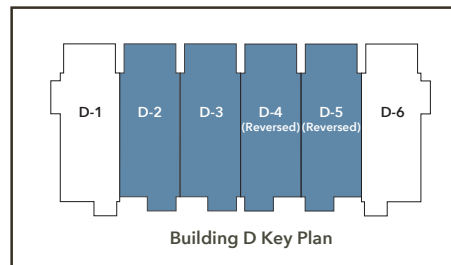 D-1
D-2
D-3
D-4
(Reversed)
D-5
(Reversed)
D-6
Building D Key Plan